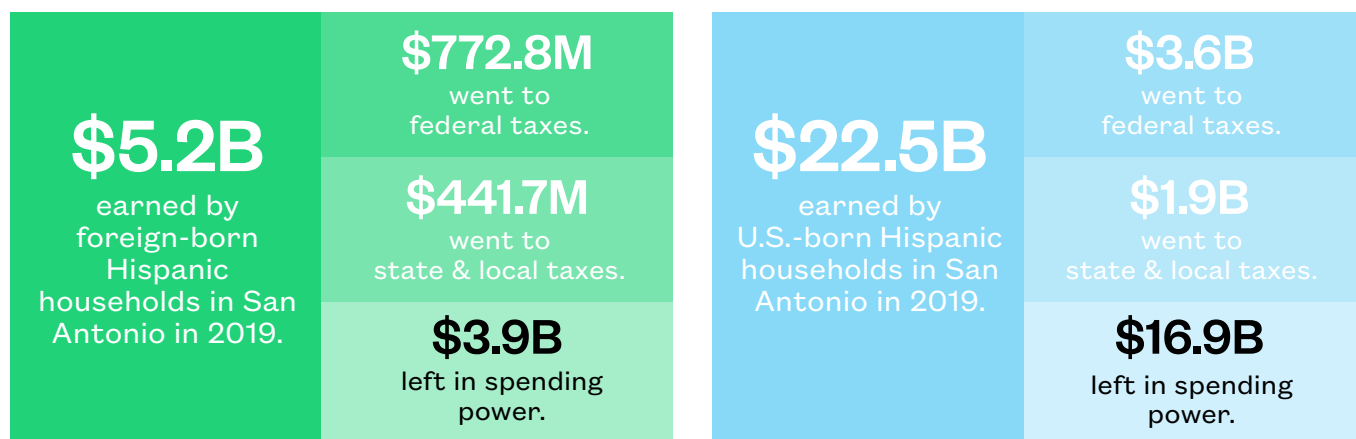 $5.2B
earned by
foreign-born
Hispanic
households in San
Antonio in 2019.
$772.8M
went to
federal taxes.
$441.7M
went to
state & local taxes.
$3.9B
left in spending
power.
$22.5B
earned by
U.S.-born Hispanic
households in San
Antonio in 2019.
$3.6B
went to
federal taxes.
$1.9B
went to
state & local taxes.
$16.9B
left in spending
power.